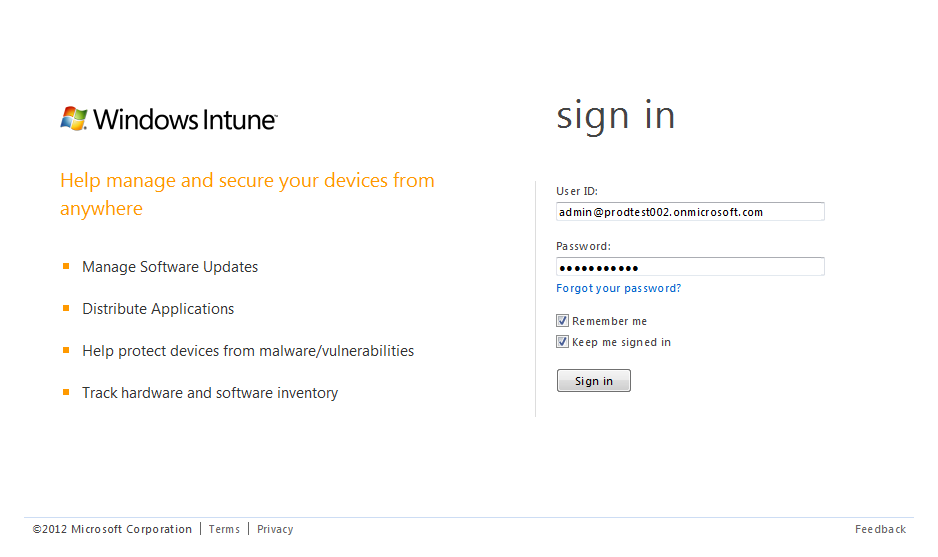 Windows Intune™
sign in
Help manage and secure your devices from
anywhere
Manage Software Updates
Distribute Applications
Help protect devices from malware/vulnerabilities
Track hardware and software inventory
User ID:
admin@prodtest002.onmicrosoft.com
Password:
•••••••••••
Forgot your password?
Remember me
Keep me signed in
Sign in
©2012 Microsoft Corporation | Terms | Privacy
Feedback